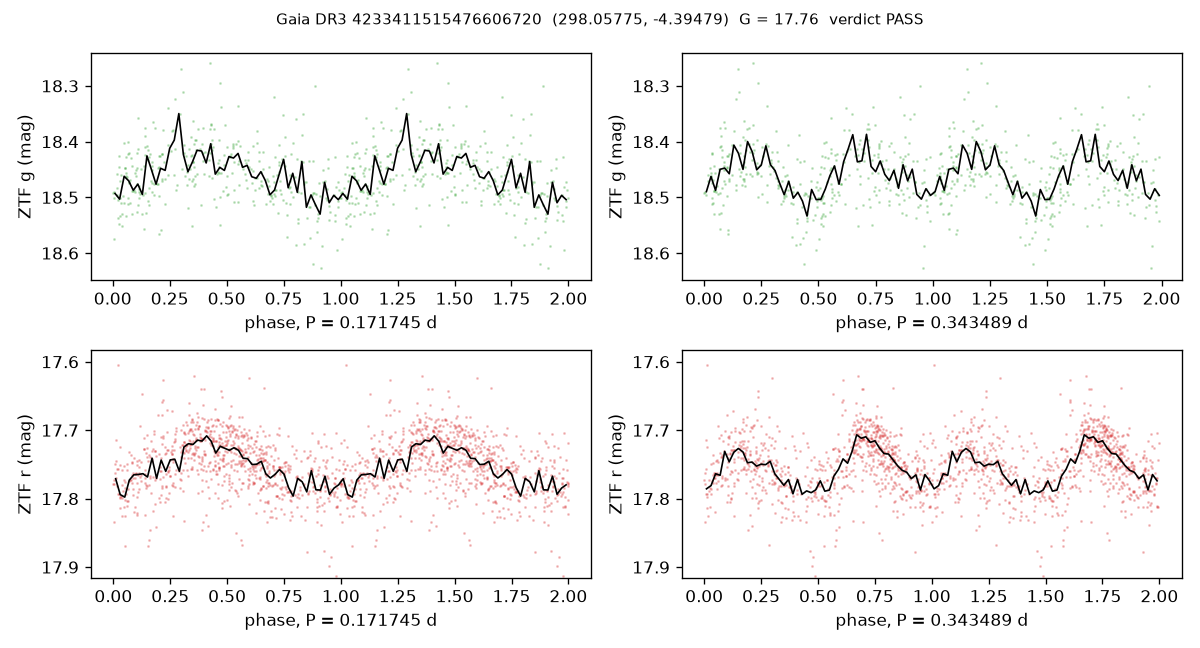 Gaia DR3 4233411515476606720  (298.05775, -4.39479)  G = 17.76  verdict PASS
ZTF g (mag)
18.3
18.4
18.5
18.6
0.00 0.25 0.50 0.75 1.00 1.25 1.50 1.75 2.00
phase, P = 0.171745 d
ZTF g (mag)
18.3
18.4
18.5
18.6
0.00 0.25 0.50 0.75 1.00 1.25 1.50 1.75 2.00
phase, P = 0.343489 d
ZTF r (mag)
17.6
17.7
17.8
17.9
0.00 0.25 0.50 0.75 1.00 1.25 1.50 1.75 2.00
phase, P = 0.171745 d
ZTF r (mag)
17.6
17.7
17.8
17.9
0.00 0.25 0.50 0.75 1.00 1.25 1.50 1.75 2.00
phase, P = 0.343489 d